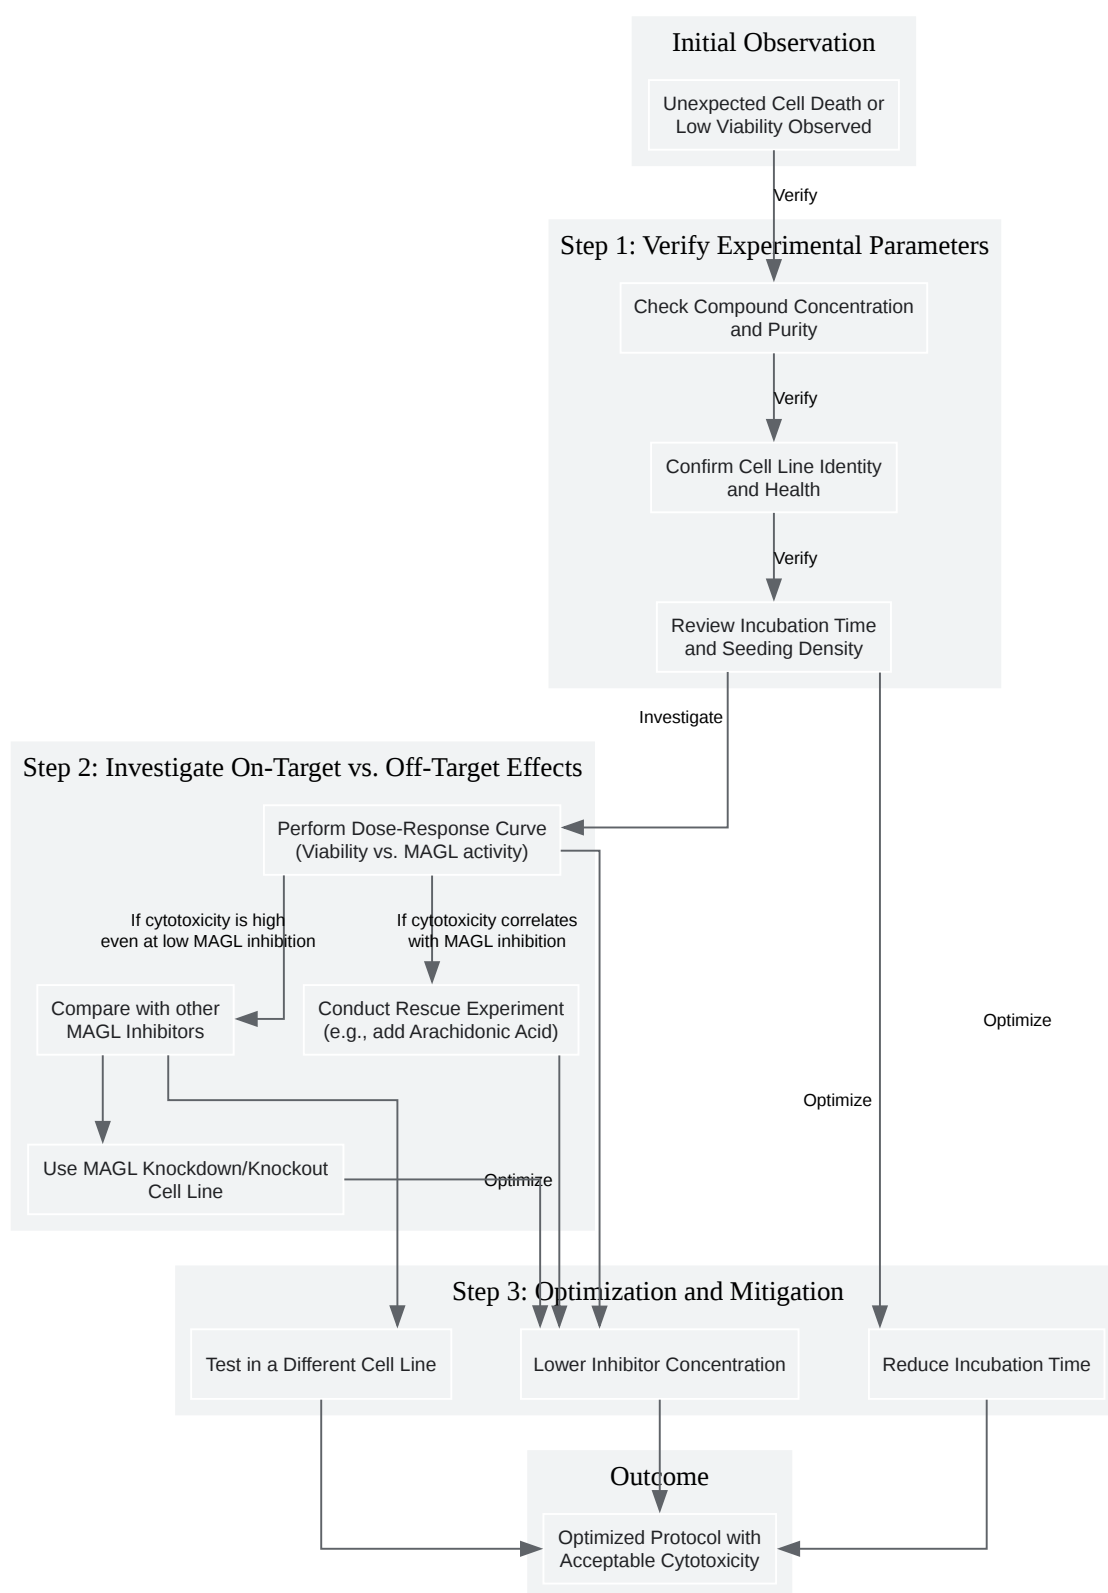 Initial Observation
Unexpected Cell Death or
Low Viability Observed
Verify
Step 1: Verify Experimental Parameters
Check Compound Concentration
and Purity
Verify
Confirm Cell Line Identity
and Health
Verify
Review Incubation Time
and Seeding Density
Investigate
Step 2: Investigate On-Target vs. Off-Target Effects
Perform Dose-Response Curve
(Viability vs. MAGL activity)
If cytotoxicity is high
even at low MAGL inhibition
If cytotoxicity correlates
with MAGL inhibition
Compare with other
MAGL Inhibitors
Conduct Rescue Experiment
(e.g., add Arachidonic Acid)
Optimize
Optimize
Use MAGL Knockdown/Knockout
Cell Line
Optimize
Step 3: Optimization and Mitigation
Test in a Different Cell Line
Lower Inhibitor Concentration
Reduce Incubation Time
Outcome
Optimized Protocol with
Acceptable Cytotoxicity